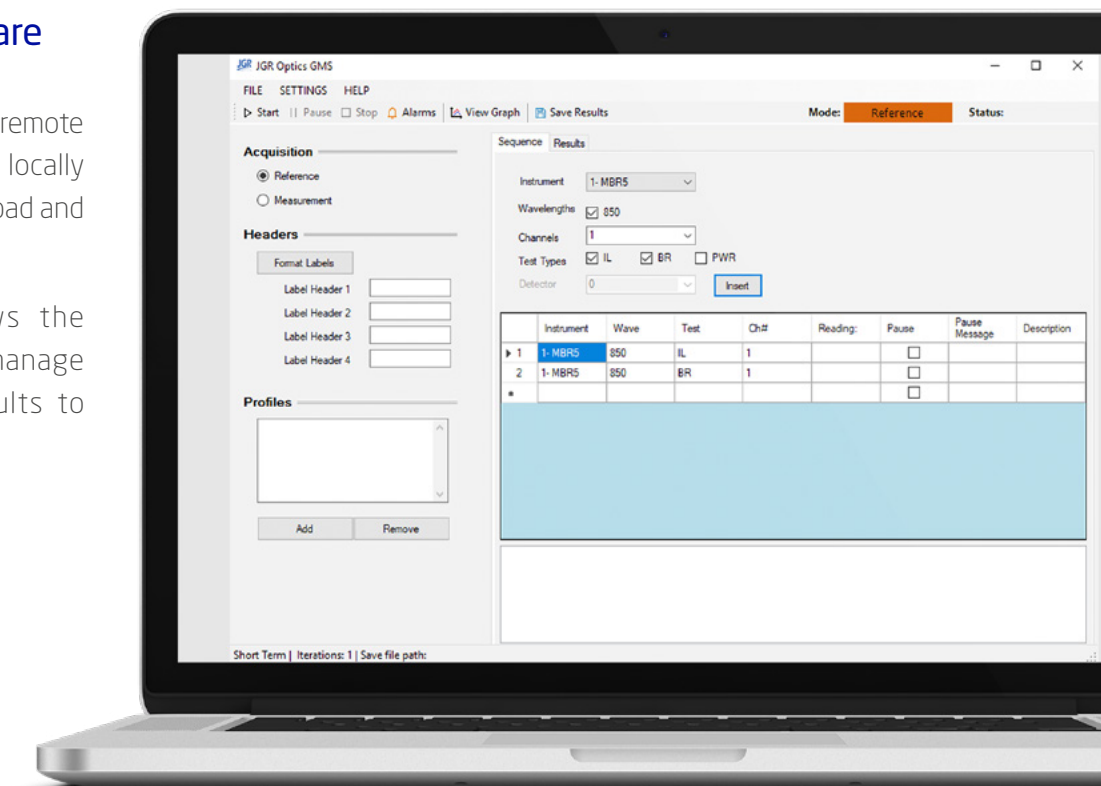 are
remote
locally
oad and
ws the
manage
ults to
JGR JGR Optics GMS
FILE SETTINGS HELP
Start Pause Stop Alarms View Graph Save Results Mode: Reference Status:
Acquisition
Reference
Measurement
Headers
Format Labels
Label Header 1
Label Header 2
Label Header 3
Label Header 4
Profiles
Add Remove
Sequence Results
Instrument 1- MBR5
Wavelengths 850
Channels 1
Test Types IL BR PWR
Detector 0 Insert
Instrument Wave Test Ch# Reading: Pause Pause Message Description
1 1- MBR5 850 IL 1
2 1- MBR5 850 BR 1
Short Term | Iterations: 1 | Save file path: